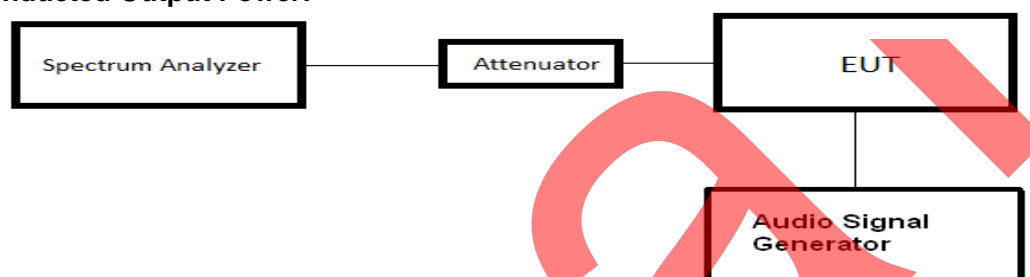 Spectrum Analyzer
Attenuator
EUT
Audio Signal
Generator